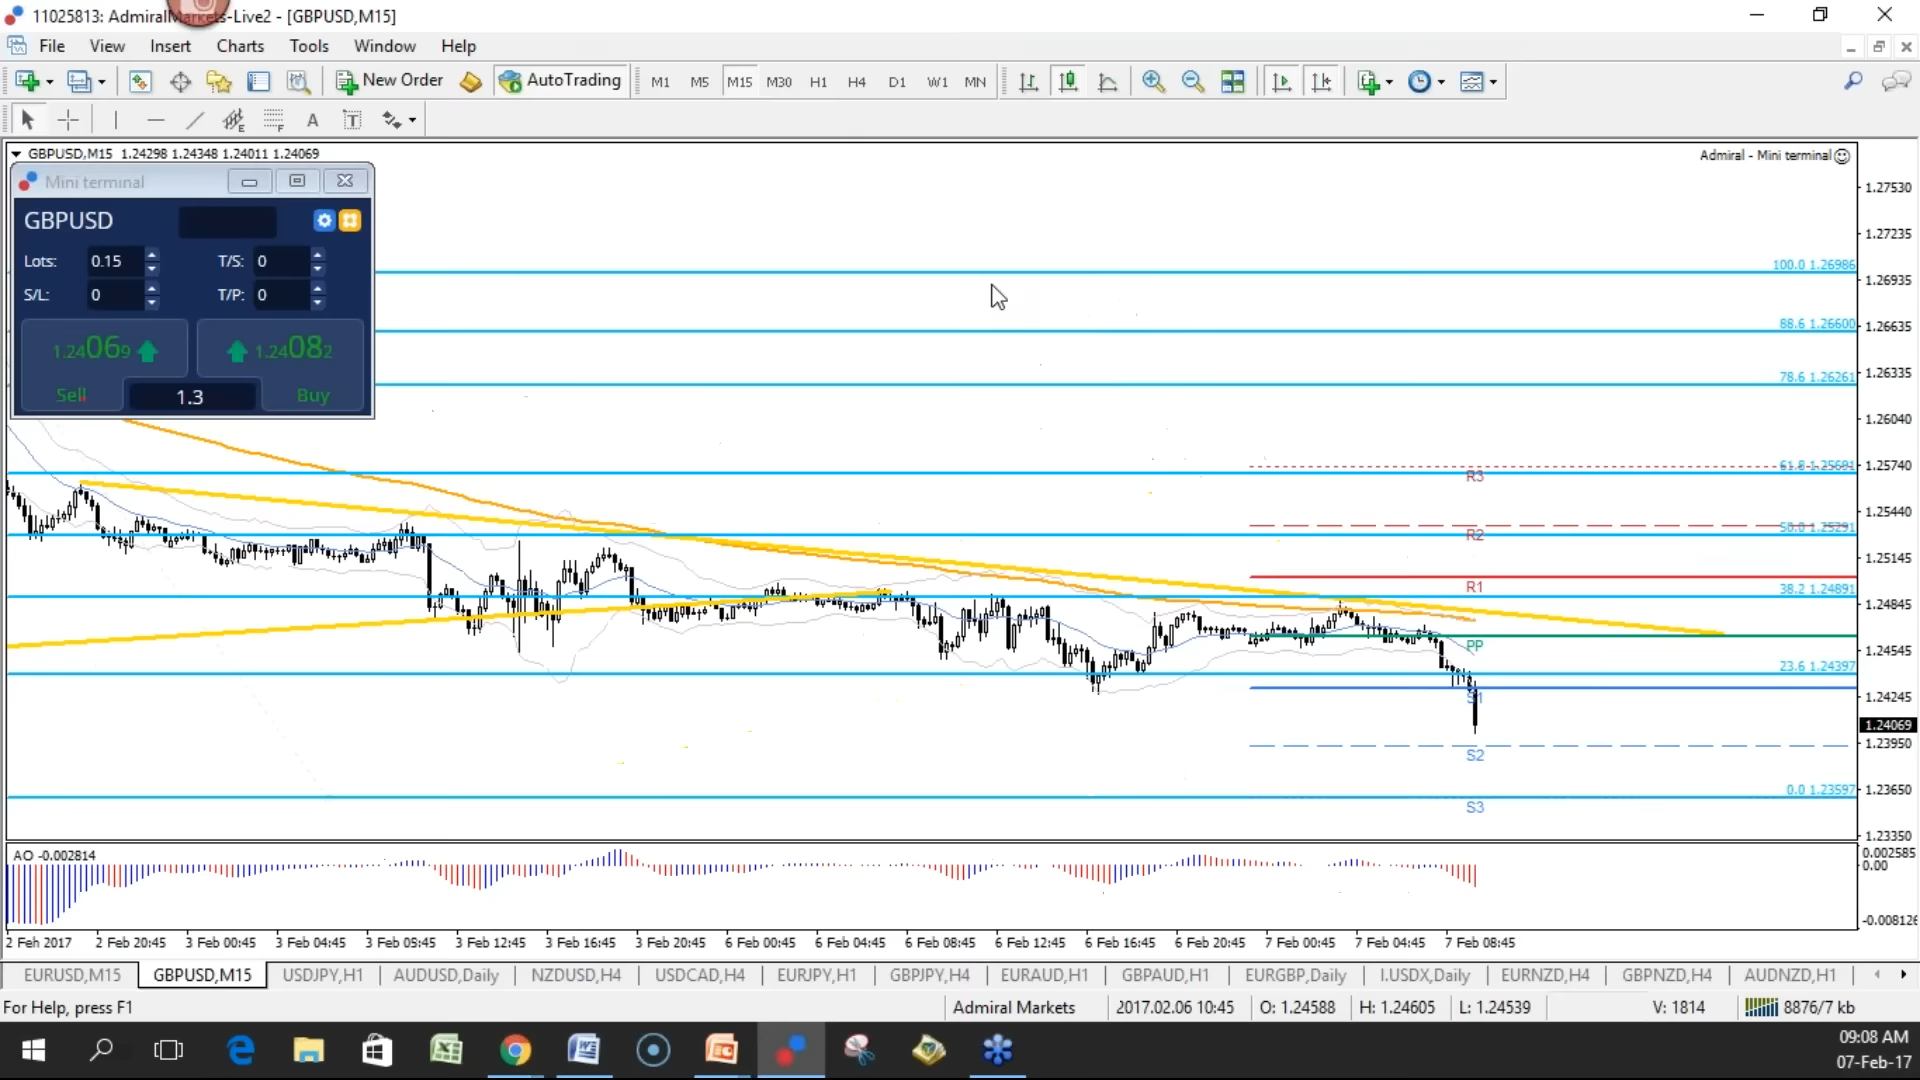 11025813: AdmiralMarkets-Live2 - [GBPUSD,M15]
File View Insert Charts Tools Window Help
New Order AutoTrading M1 M5 M15 M30 H1 H4 D1 W1 MN
E F A T
GBPUSD,M15 1.24298 1.24348 1.24011 1.24069
Admiral - Mini terminal
Mini terminal
GBPUSD
Lots: 0.15 T/S: 0
S/L: 0 T/P: 0
1.24069 1.24082
Sell 1.3 Buy
1.27530
1.27235
100.0 1.26986
1.26935
88.6 1.26600
1.26635
78.6 1.26261
1.26335
1.26040
61.8 1.25691
1.25740
R3
1.25440
50.0 1.25291
R2
1.25145
R1
38.2 1.24891
1.24845
PP
1.24545
23.6 1.24397
S1
1.24245
1.24069
1.23950
S2
0.0 1.23597
1.23650
S3
1.23350
AO -0.002814
0.002585
0.00
-0.008126
2 Feb 2017 2 Feb 20:45 3 Feb 00:45 3 Feb 04:45 3 Feb 08:45 3 Feb 12:45 3 Feb 16:45 3 Feb 20:45 6 Feb 00:45 6 Feb 04:45 6 Feb 08:45 6 Feb 12:45 6 Feb 16:45 6 Feb 20:45 7 Feb 00:45 7 Feb 04:45 7 Feb 08:45
EURUSD,M15 GBPUSD,M15 USDJPY,H1 AUDUSD,Daily NZDUSD,H4 USDCAD,H4 EURJPY,H1 GBPJPY,H4 EURAUD,H1 GBPAUD,H1 EURGBP,Daily I.USDX,Daily EURNZD,H4 GBPNZD,H4 AUDNZD,H1
For Help, press F1
Admiral Markets 2017.02.06 10:45 O: 1.24588 H: 1.24605 L: 1.24539 V: 1814 8876/7 kb
09:08 AM
07-Feb-17